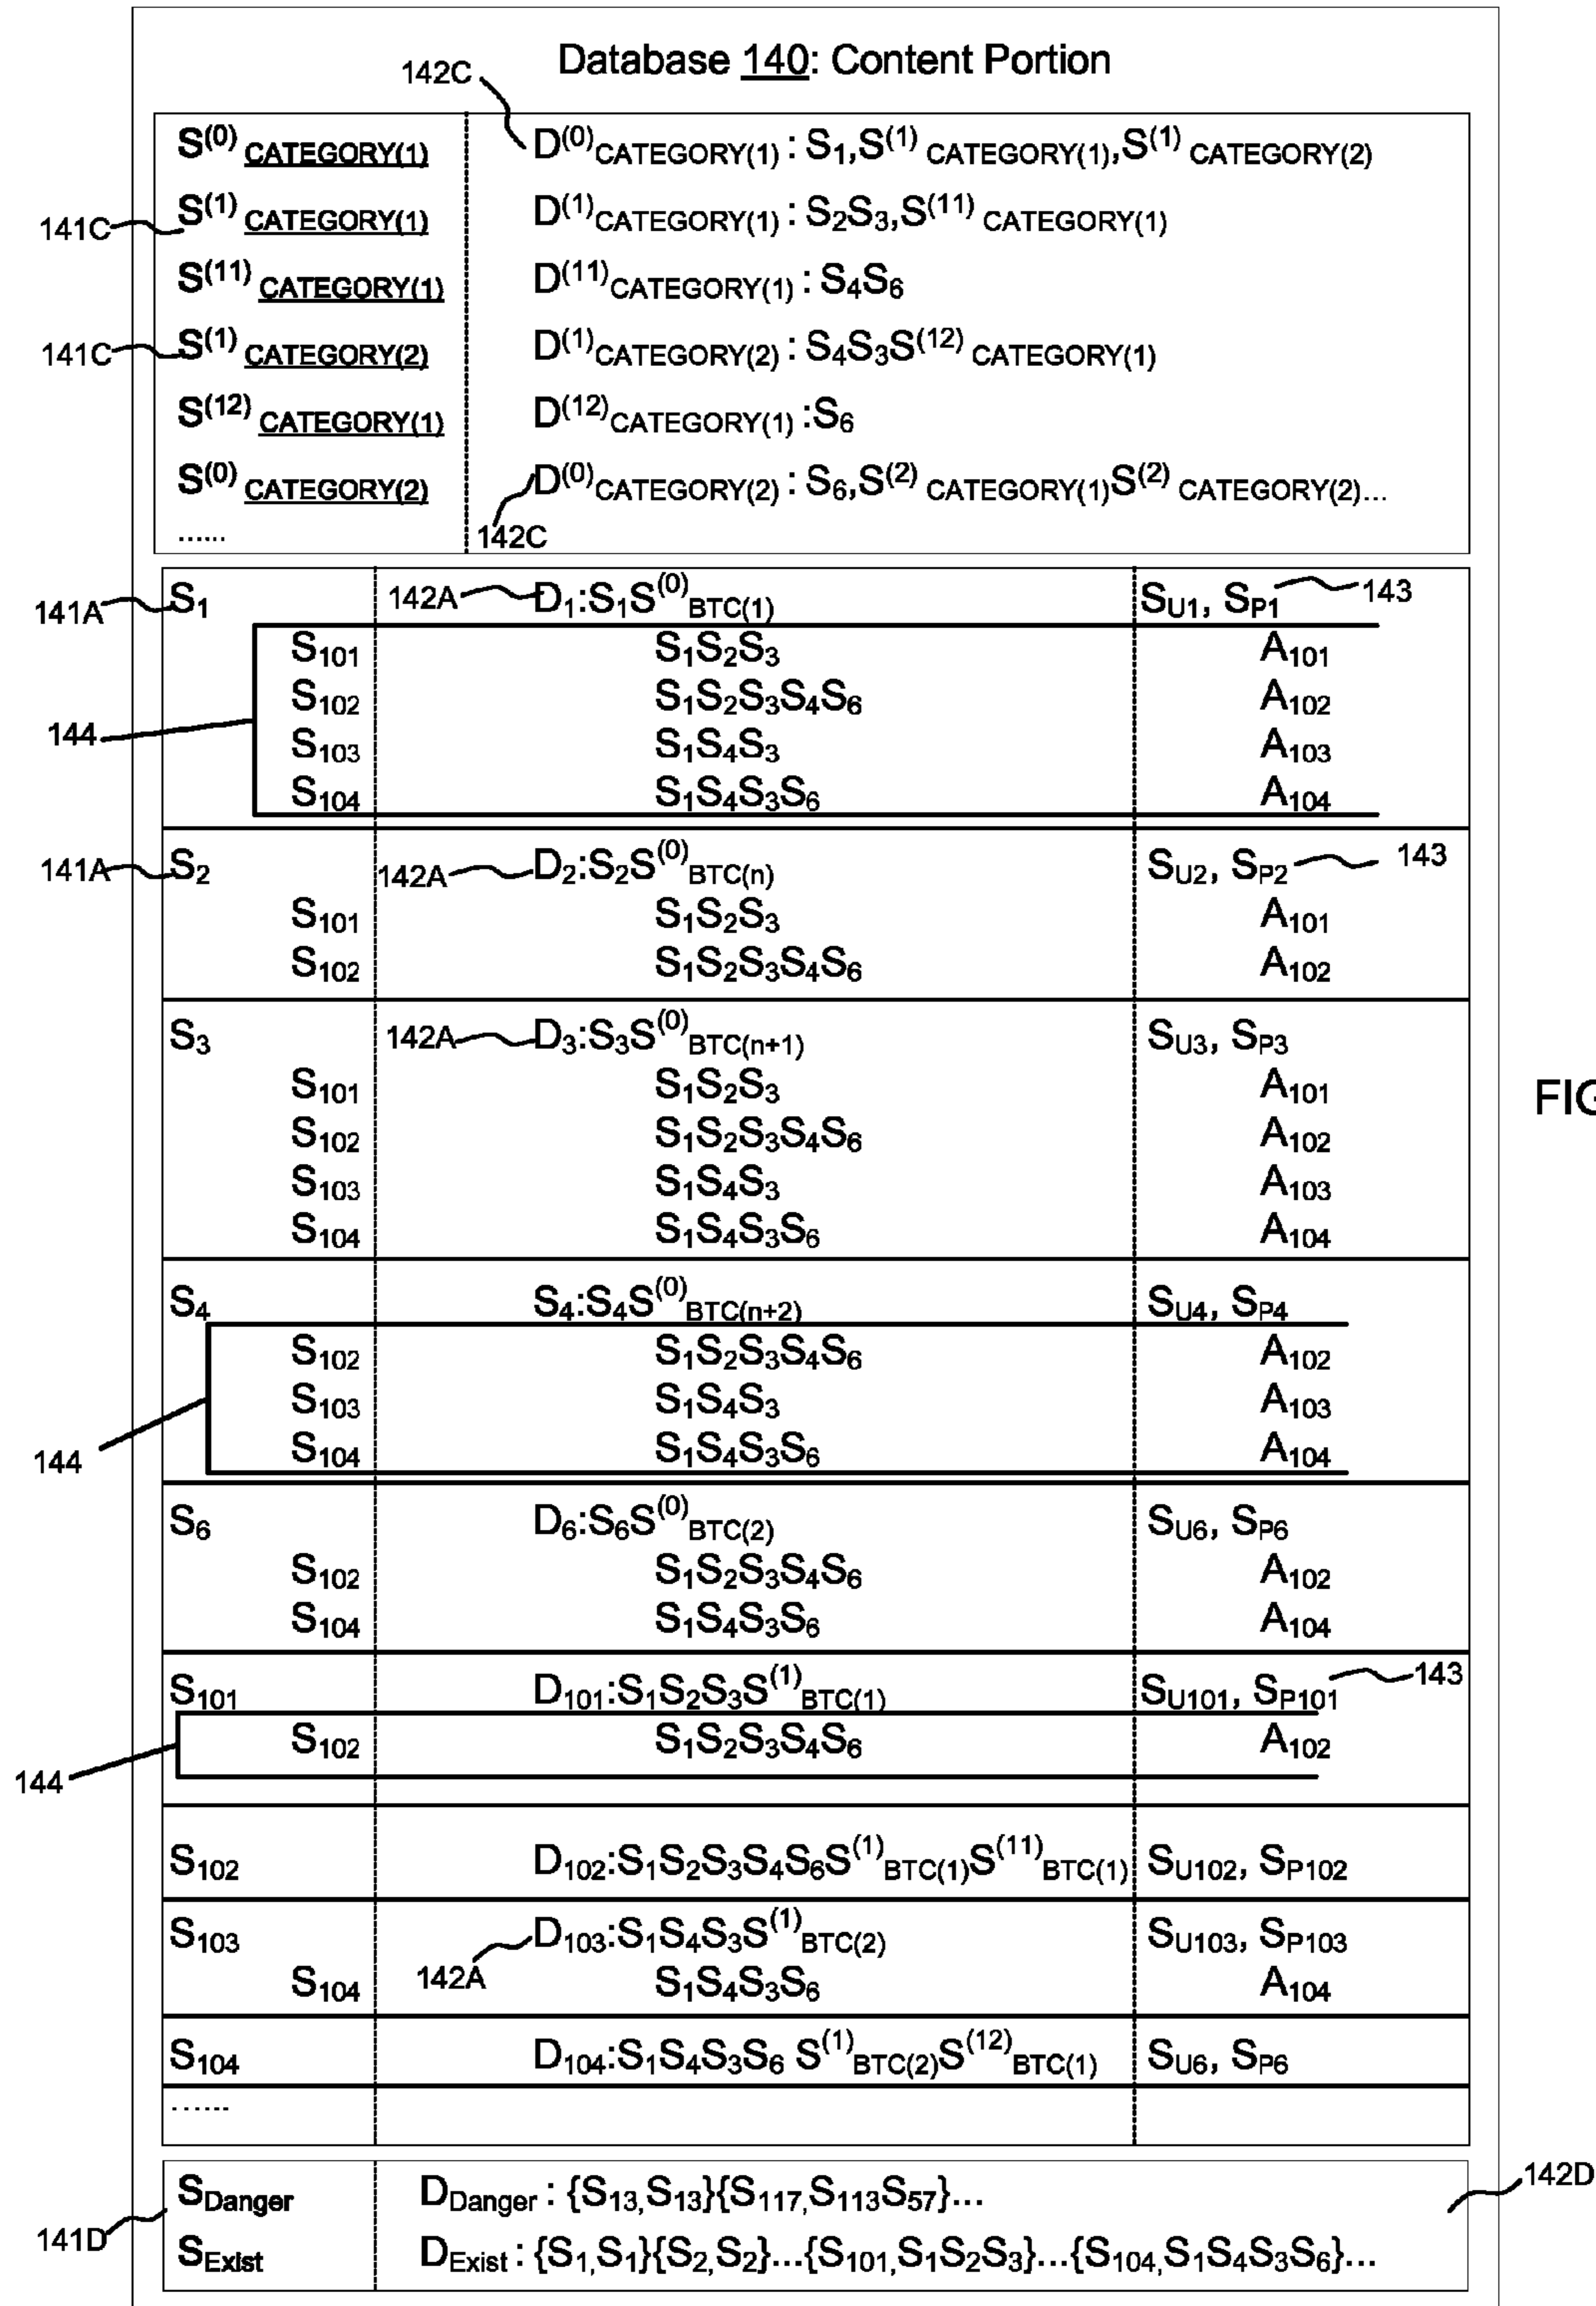 Database 140: Content Portion
142C
S(0) CATEGORY(1) D(0)CATEGORY(1) : S1,S(1) CATEGORY(1),S(1) CATEGORY(2)
141C S(1) CATEGORY(1) D(1)CATEGORY(1) : S2S3,S(11) CATEGORY(1)
S(11) CATEGORY(1) D(11)CATEGORY(1) : S4S6
141C S(1) CATEGORY(2) D(1)CATEGORY(2) : S4S3S(12) CATEGORY(1)
S(12) CATEGORY(1) D(12)CATEGORY(1) :S6
S(0) CATEGORY(2) D(0)CATEGORY(2) : S6,S(2) CATEGORY(1)S(2) CATEGORY(2)...
...... 142C
141A S1 142A D1:S1S(0)BTC(1) SU1, SP1 143
S101 S1S2S3 A101
S102 S1S2S3S4S6 A102
144
S103 S1S4S3 A103
S104 S1S4S3S6 A104
141A S2 142A D2:S2S(0)BTC(n) SU2, SP2 143
S101 S1S2S3 A101
S102 S1S2S3S4S6 A102
S3 142A D3:S3S(0)BTC(n+1) SU3, SP3
S101 S1S2S3 A101
FIG
S102 S1S2S3S4S6 A102
S103 S1S4S3 A103
S104 S1S4S3S6 A104
S4 S4:S4S(0)BTC(n+2) SU4, SP4
S102 S1S2S3S4S6 A102
S103 S1S4S3 A103
144 S104 S1S4S3S6 A104
S6 D6:S6S(0)BTC(2) SU6, SP6
S102 S1S2S3S4S6 A102
S104 S1S4S3S6 A104
S101 D101:S1S2S3S(1)BTC(1) SU101, SP101 143
S102 S1S2S3S4S6 A102
144
S102 D102:S1S2S3S4S6S(1)BTC(1)S(11)BTC(1) SU102, SP102
S103 D103:S1S4S3S(1)BTC(2) SU103, SP103
S104 142A S1S4S3S6 A104
S104 D104:S1S4S3S6 S(1)BTC(2)S(12)BTC(1) SU6, SP6
......
142D
SDanger DDanger : {S13,S13}{S117,S113S57}...
141D SExist DExist : {S1,S1}{S2,S2}...{S101,S1S2S3}...{S104,S1S4S3S6}...